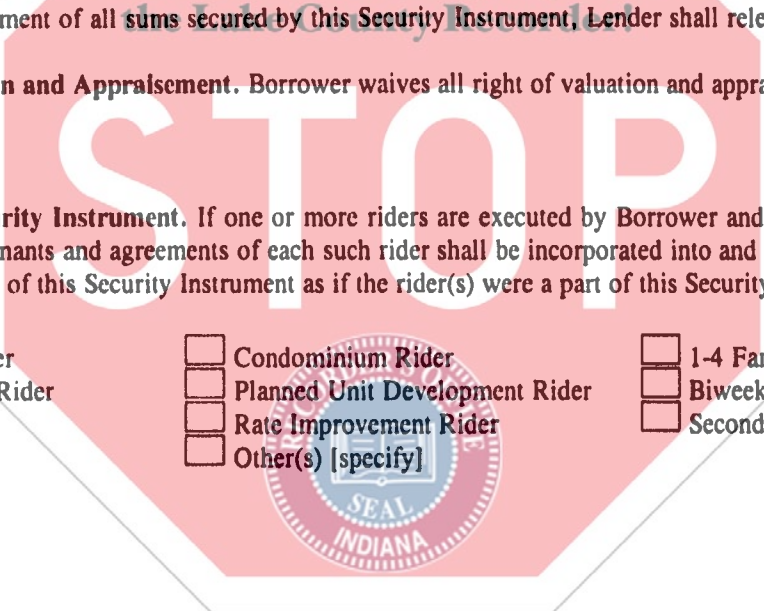 ment of all sums secured by this Security Instrument, Lender shall rele
the Lake County Recorder!
n and Appraisement. Borrower waives all right of valuation and appra
STOP
rity Instrument. If one or more riders are executed by Borrower and
nants and agreements of each such rider shall be incorporated into and
of this Security Instrument as if the rider(s) were a part of this Security
er Condominium Rider 1-4 Fam
Rider Planned Unit Development Rider Biweek
Rate Improvement Rider Second
Other(s) [specify]
RECORDER'S OFFICE
SEAL
INDIANA